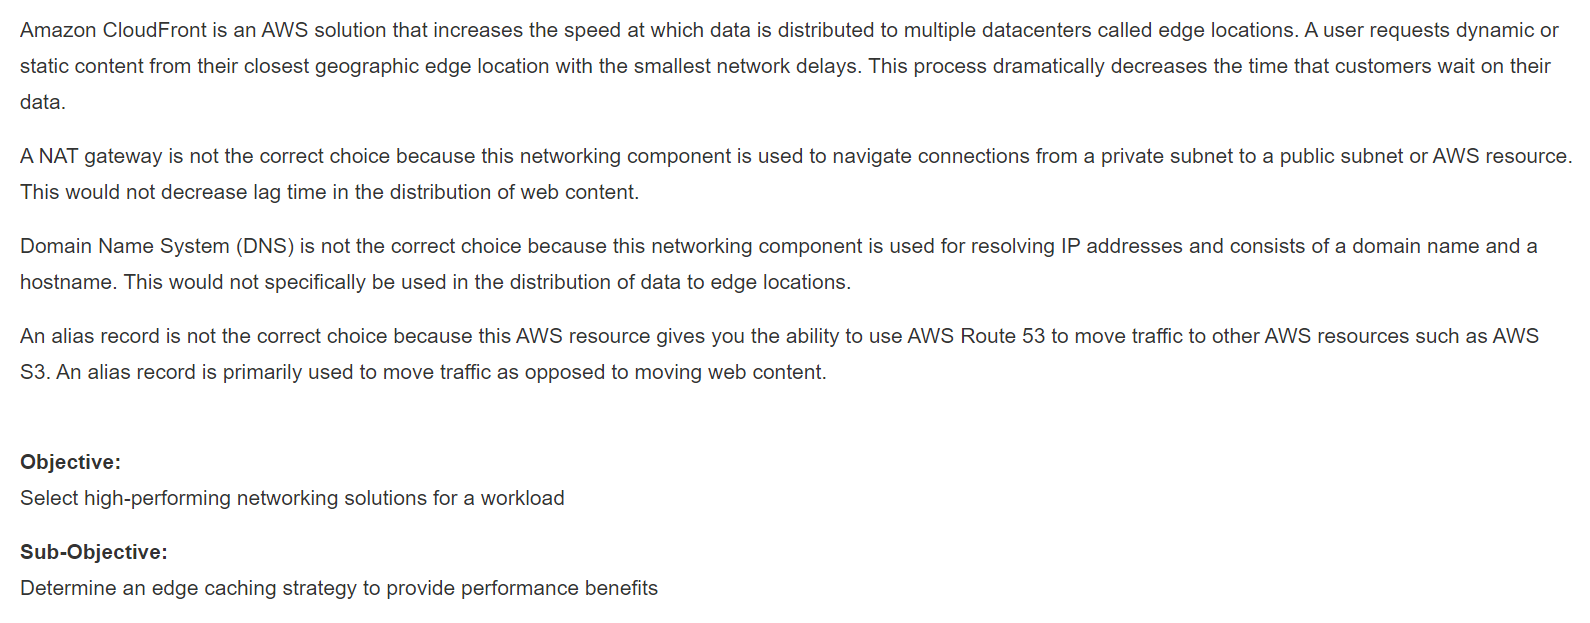 Amazon CloudFront is an AWS solution that increases the speed at which data is distributed to multiple datacenters called edge locations. A user requests dynamic or
static content from their closest geographic edge location with the smallest network delays. This process dramatically decreases the time that customers wait on their
data.
A NAT gateway is not the correct choice because this networking component is used to navigate connections from a private subnet to a public subnet or AWS resource.
This would not decrease lag time in the distribution of web content.
Domain Name System (DNS) is not the correct choice because this networking component is used for resolving IP addresses and consists of a domain name and a
hostname. This would not specifically be used in the distribution of data to edge locations.
An alias record is not the correct choice because this AWS resource gives you the ability to use AWS Route 53 to move traffic to other AWS resources such as AWS
S3. An alias record is primarily used to move traffic as opposed to moving web content.
Objective:
Select high-performing networking solutions for a workload
Sub-Objective:
Determine an edge caching strategy to provide performance benefits